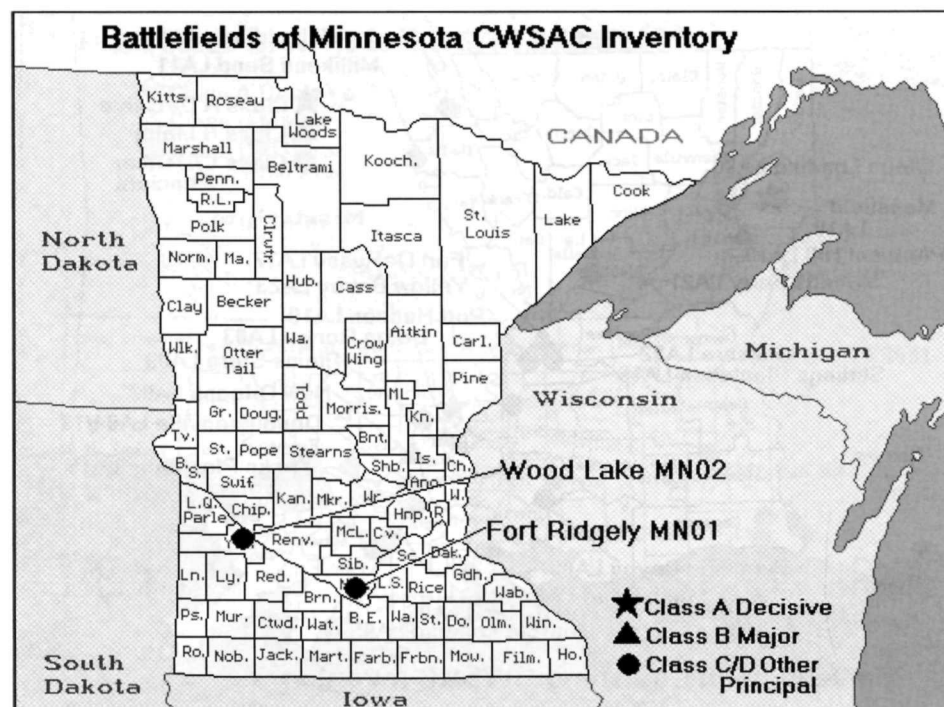 Battlefields of Minnesota CWSAC Inventory
Kitts.
Roseau
Lake
Woods
CANADA
Marshall
Beltrami
Kooch.
Penn.
R.L.
Cook
Polk
Clrwtr.
St.
Louis
Lake
North
Dakota
Itasca
Norm.
Ma.
Hub.
Cass
Clay
Becker
Aitkin
Wa.
Crow
Wing
Carl.
Michigan
Wlk.
Otter
Tail
Todd
ML
Pine
Wisconsin
Gr.
Doug.
Morris.
Kn.
Tv.
St.
Pope
Stearns
Bnt.
Is.
Ch.
B.
S.
Shb.
Ano.
Swif.
Kan.
Mkr.
Wr.
W.
Wood Lake MN02
L.Q.
Parle
Chip.
Hnp.
R
Renv.
McL.
Cv.
Fort Ridgely MN01
Sc.
Dak.
Sib.
Ln.
Ly.
Red.
L.S.
Rice
Gdh.
Wab.
Brn.
Ps.
Mur.
Ctwd.
Wat.
B.E.
Wa.
St.
Do.
Olm.
Win.
Class A Decisive
Class B Major
Ro.
Nob.
Jack.
Mart.
Farb.
Frbn.
Mow.
Film.
Ho.
Class C/D Other
Principal
South
Dakota
Iowa